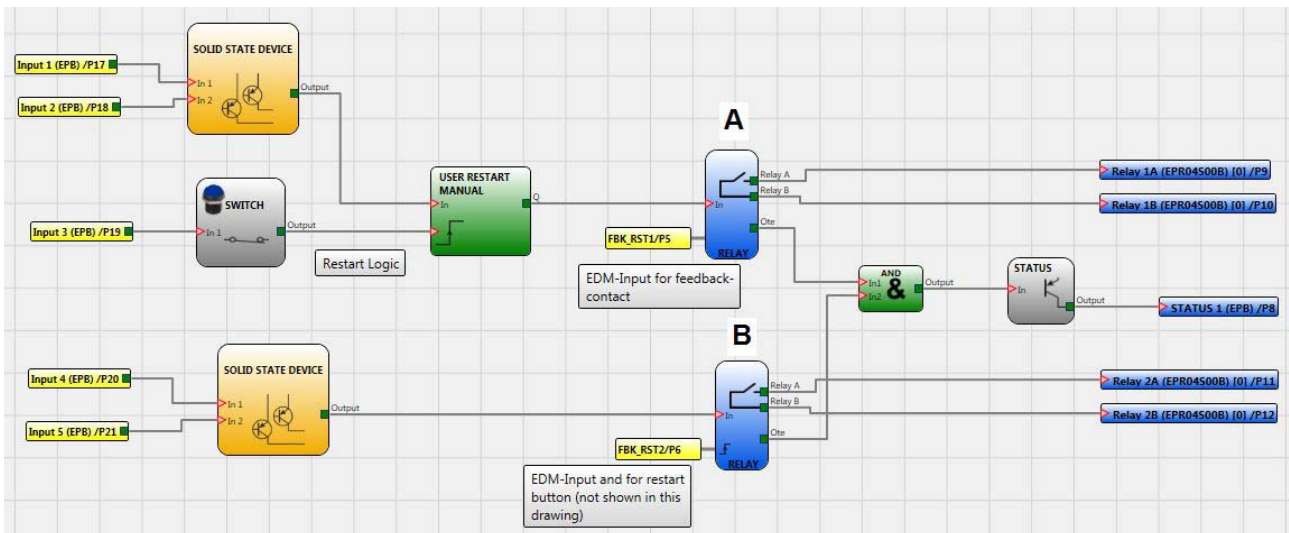 SOLID STATE DEVICE
Input 1 (EPB) /P17
In 1
Output
Input 2 (EPB) /P18
In 2
A
USER RESTART
MANUAL
Relay A
Relay 1A (EPR04S00B) [0] /P9
Relay B
SWITCH
In
Q
In
Relay 1B (EPR04S00B) [0] /P10
Ote
Input 3 (EPB) /P19
In 1
Output
FBK_RST1/P5
RELAY
Restart Logic
EDM-Input for feedback-
contact
AND
&
In1
In2
Output
STATUS
In
Output
STATUS 1 (EPB) /P8
B
SOLID STATE DEVICE
Input 4 (EPB) /P20
In 1
Output
Input 5 (EPB) /P21
In 2
Relay A
Relay 2A (EPR04S00B) [0] /P11
Relay B
In
Relay 2B (EPR04S00B) [0] /P12
Ote
FBK_RST2/P6
RELAY
EDM-Input and for restart
button (not shown in this
drawing)